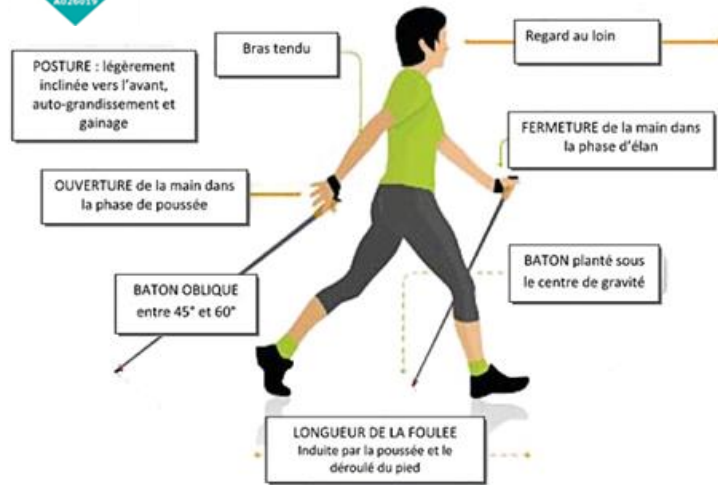 A026019
Bras tendu
Regard au loin
POSTURE : légèrement
inclinée vers l'avant,
auto-grandissement et
gainage
FERMETURE de la main dans
la phase d'élan
OUVERTURE de la main dans
la phase de poussée
BATON planté sous
le centre de gravité
BATON OBLIQUE
entre 45° et 60°
LONGUEUR DE LA FOULEE
Induite par la poussée et le
déroulé du pied